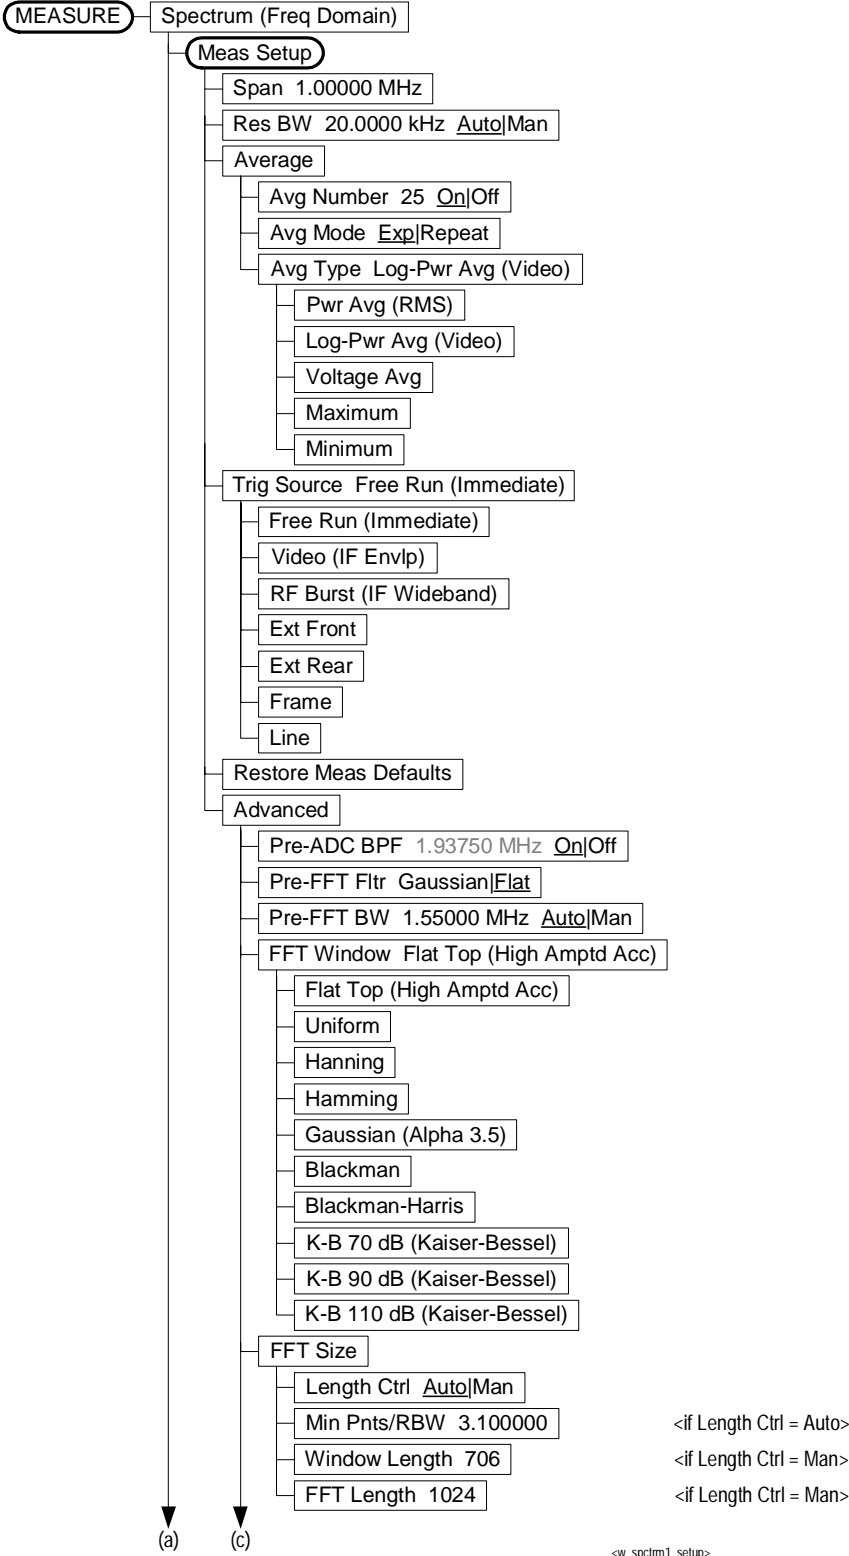 MEASURE Spectrum (Freq Domain)
Meas Setup
Span 1.00000 MHz
Res BW 20.0000 kHz Auto|Man
Average
Avg Number 25 On|Off
Avg Mode Exp|Repeat
Avg Type Log-Pwr Avg (Video)
Pwr Avg (RMS)
Log-Pwr Avg (Video)
Voltage Avg
Maximum
Minimum
Trig Source Free Run (Immediate)
Free Run (Immediate)
Video (IF Envlp)
RF Burst (IF Wideband)
Ext Front
Ext Rear
Frame
Line
Restore Meas Defaults
Advanced
Pre-ADC BPF 1.93750 MHz On|Off
Pre-FFT Fltr Gaussian|Flat
Pre-FFT BW 1.55000 MHz Auto|Man
FFT Window Flat Top (High Amptd Acc)
Flat Top (High Amptd Acc)
Uniform
Hanning
Hamming
Gaussian (Alpha 3.5)
Blackman
Blackman-Harris
K-B 70 dB (Kaiser-Bessel)
K-B 90 dB (Kaiser-Bessel)
K-B 110 dB (Kaiser-Bessel)
FFT Size
Length Ctrl Auto|Man
Min Pnts/RBW 3.100000 <if Length Ctrl = Auto>
Window Length 706 <if Length Ctrl = Man>
FFT Length 1024 <if Length Ctrl = Man>
(a) (c)
<w_spctrm1_setup>